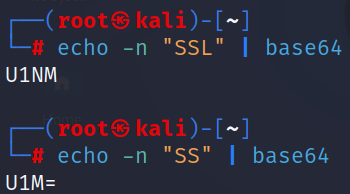 ┌──(root㉿kali)-[~]
└─# echo -n "SSL" | base64
U1NM
┌──(root㉿kali)-[~]
└─# echo -n "SS" | base64
U1M=